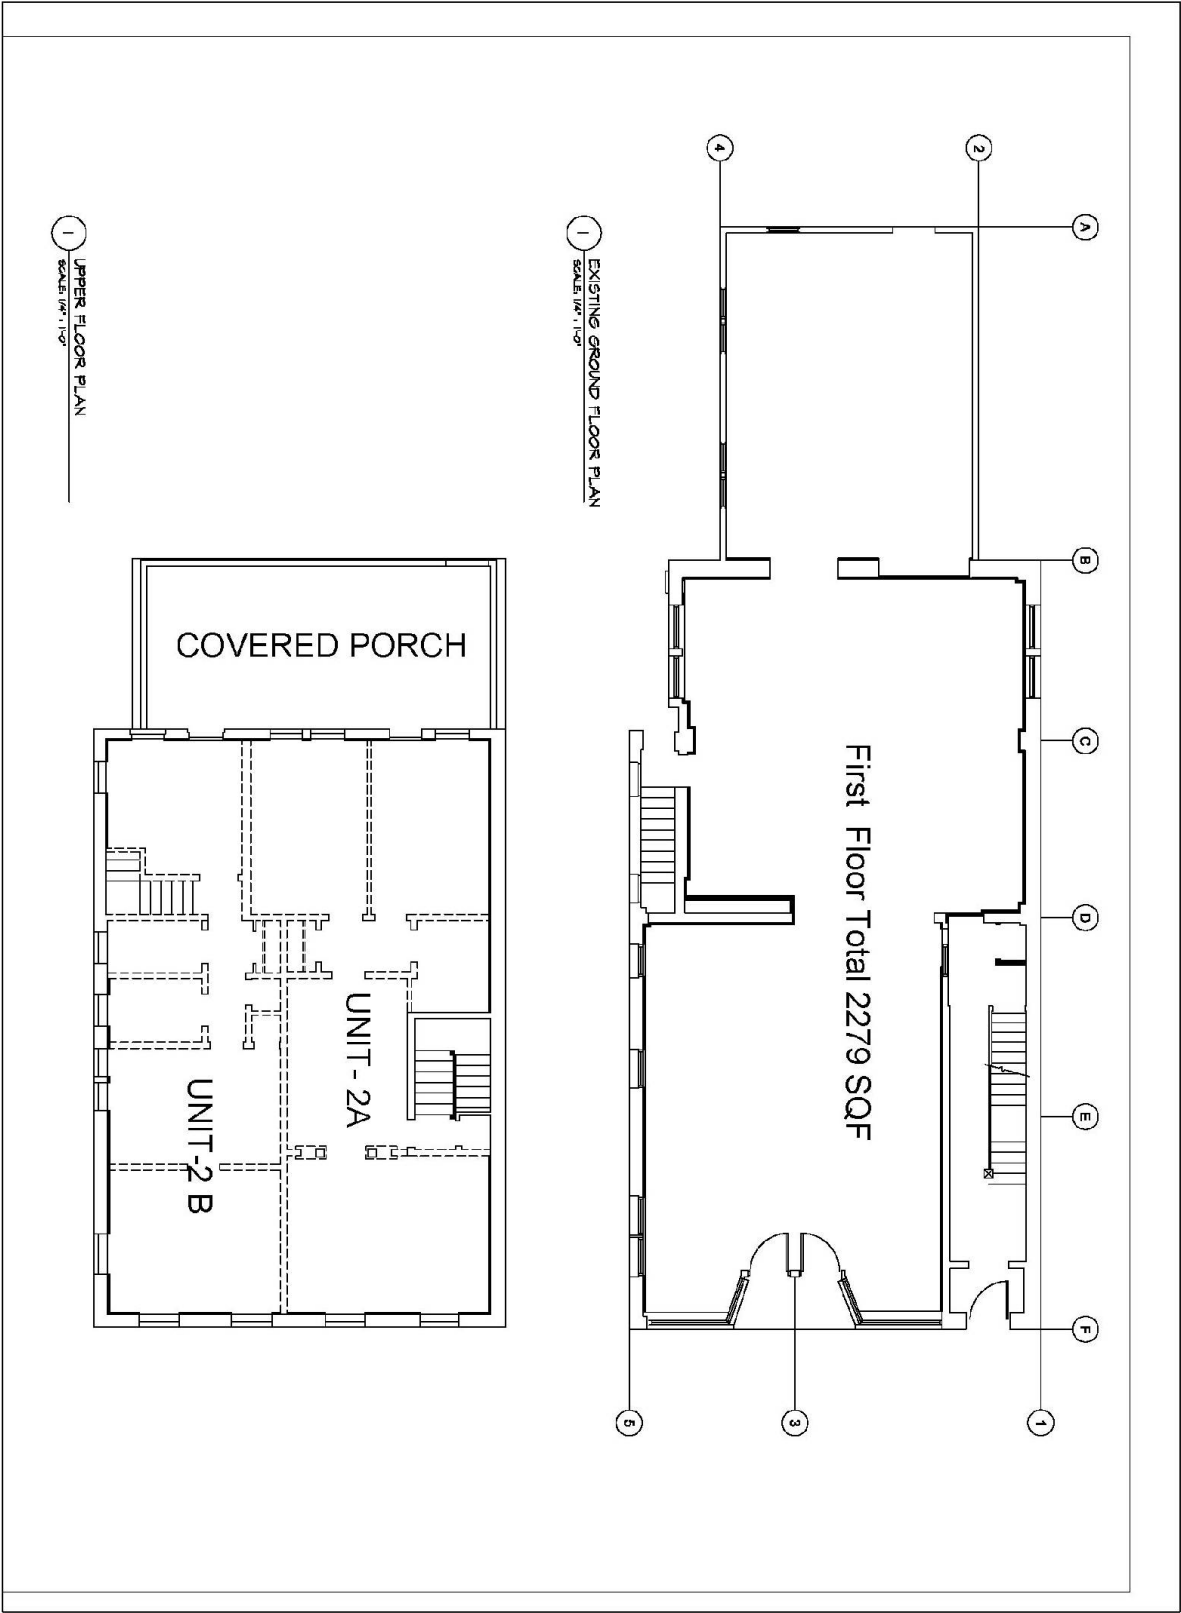 4
2
A
B
C
D
E
F
5
3
1
First Floor Total 2279 SQF
1
EXISTING GROUND FLOOR PLAN
SCALE: 1/4" : 1'-0"
COVERED PORCH
UNIT - 2A
UNIT-2 B
1
UPPER FLOOR PLAN
SCALE: 1/4" : 1'-0"